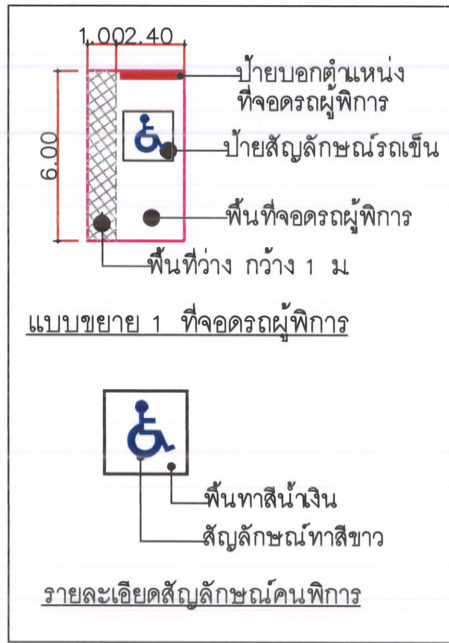 1.00 2.40
ป้ายบอกตำแหน่ง
ที่จอดรถผู้พิการ
6.00
ป้ายสัญลักษณ์รถเข็น
พื้นที่จอดรถผู้พิการ
พื้นที่ว่าง กว้าง 1 ม.
แบบขยาย 1 ที่จอดรถผู้พิการ
พื้นทาสีน้ำเงิน
สัญลักษณ์ทาสีขาว
รายละเอียดสัญลักษณ์คนพิการ